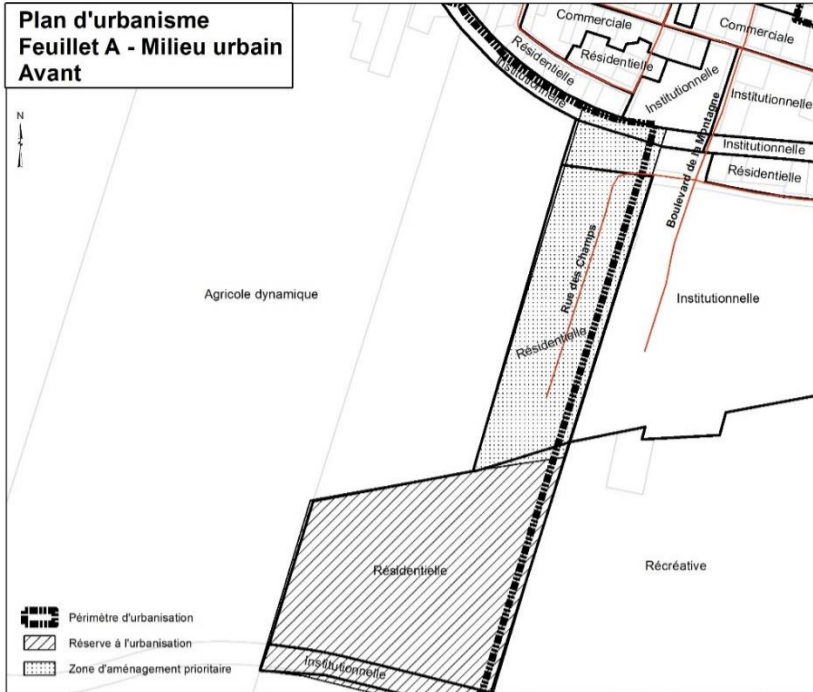 Plan d'urbanisme
Feuillet A - Milieu urbain
Avant
Commerciale
Commerciale
Résidentielle
Résidentielle
Institutionnelle
Institutionnelle
Institutionnelle
Boulevard de la Montagne
Institutionnelle
Résidentielle
N
Rue des Champs
Agricole dynamique
Institutionnelle
Résidentielle
Résidentielle
Récréative
Périmètre d'urbanisation
Réserve à l'urbanisation
Zone d'aménagement prioritaire
Institutionnelle